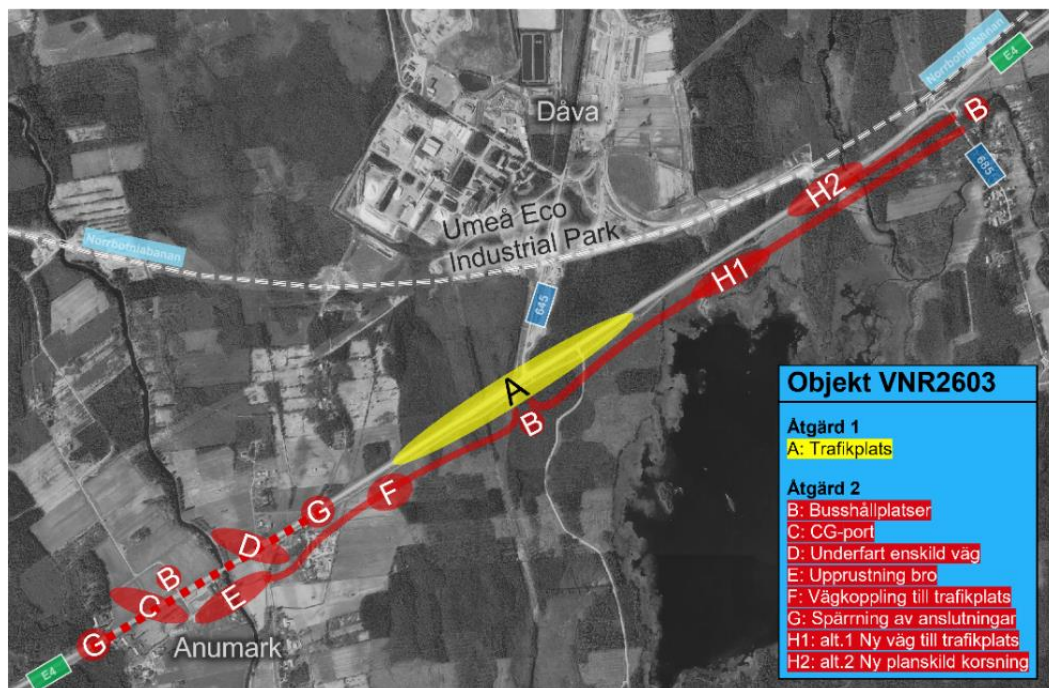 Norrbotniabanan
E4
Dåva
B
685
H2
Umeå Eco
Industrial Park
Norrbotniabanan
H1
645
A
B
F
G
D
B
C
E
G
Anumark
E4
Objekt VNR2603
Åtgärd 1
A: Trafikplats
Åtgärd 2
B: Busshållplatser
C: CG-port
D: Underfart enskild väg
E: Upprustning bro
F: Vägkoppling till trafikplats
G: Spärrning av anslutningar
H1: alt.1 Ny väg till trafikplats
H2: alt.2 Ny planskild korsning